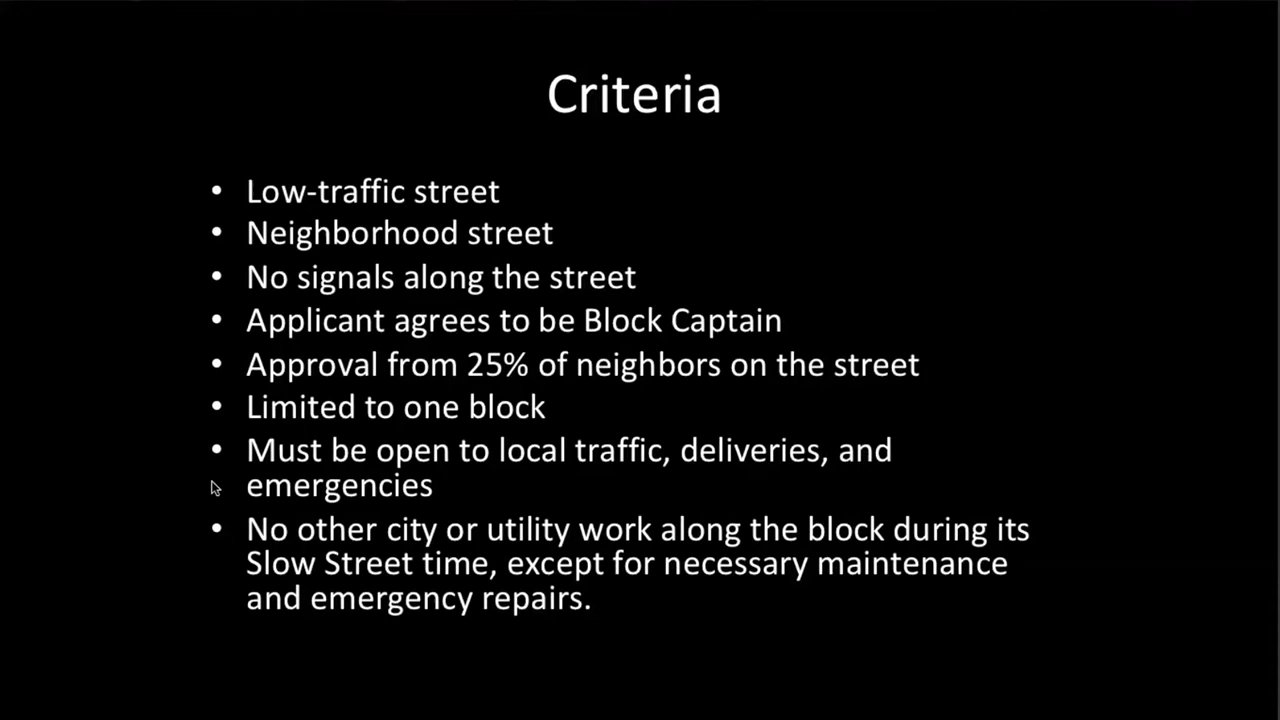 Criteria
• Low-traffic street
• Neighborhood street
• No signals along the street
• Applicant agrees to be Block Captain
• Approval from 25% of neighbors on the street
• Limited to one block
• Must be open to local traffic, deliveries, and
emergencies
• No other city or utility work along the block during its
Slow Street time, except for necessary maintenance
and emergency repairs.